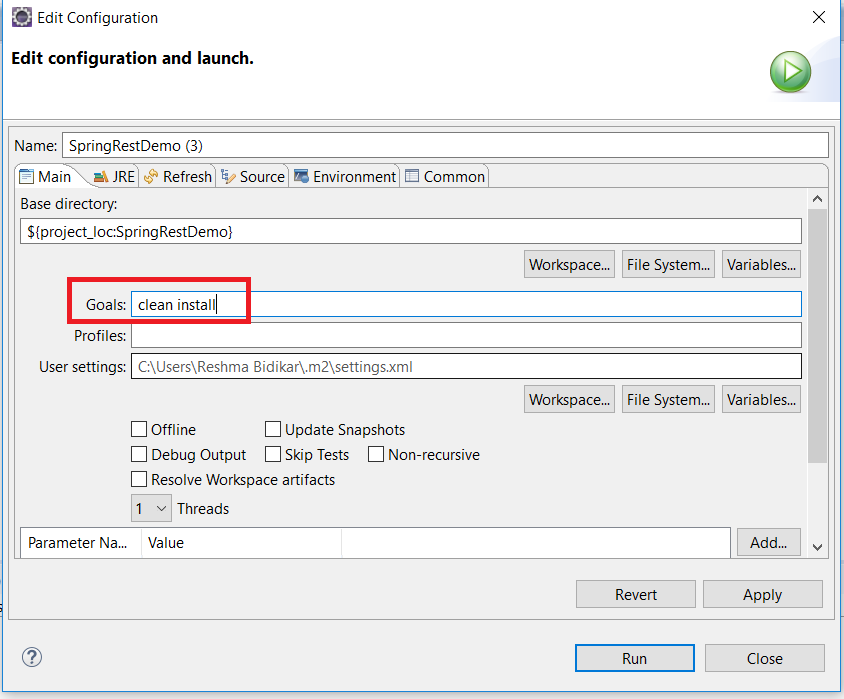 Edit Configuration
Edit configuration and launch.
Name: SpringRestDemo (3)
Main JRE Refresh Source Environment Common
Base directory:
${project_loc:SpringRestDemo}
Workspace... File System... Variables...
Goals: clean install
Profiles:
User settings: C:\Users\Reshma Bidikar\.m2\settings.xml
Workspace... File System... Variables...
Offline Update Snapshots
Debug Output Skip Tests Non-recursive
Resolve Workspace artifacts
1 Threads
Parameter Na... Value Add...
Revert Apply
? Run Close